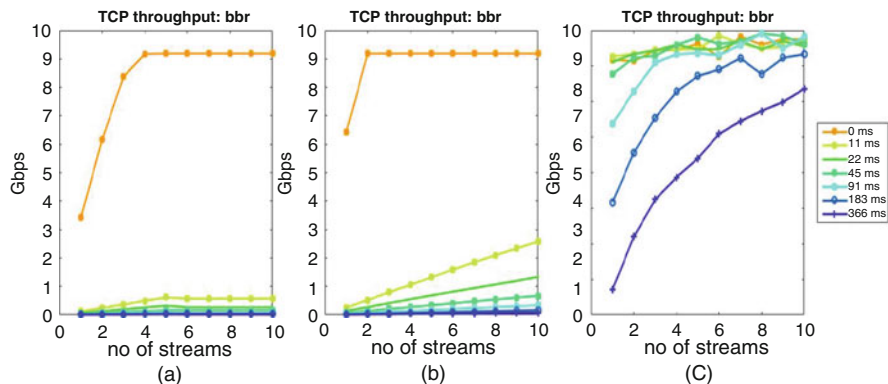 TCP throughput: bbr
10
9
8
7
6
5
4
3
2
1
0
Gbps
0 2 4 6 8 10
no of streams
(a)
TCP throughput: bbr
10
9
8
7
6
5
4
3
2
1
0
Gbps
0 2 4 6 8 10
no of streams
(b)
TCP throughput: bbr
10
9
8
7
6
5
4
3
2
1
0
Gbps
0 2 4 6 8 10
no of streams
(C)
0 ms
11 ms
22 ms
45 ms
91 ms
183 ms
366 ms